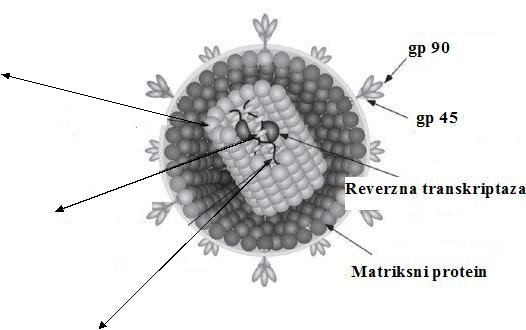 gp 90
gp 45
Reverzna transkriptaza
Matriksni protein